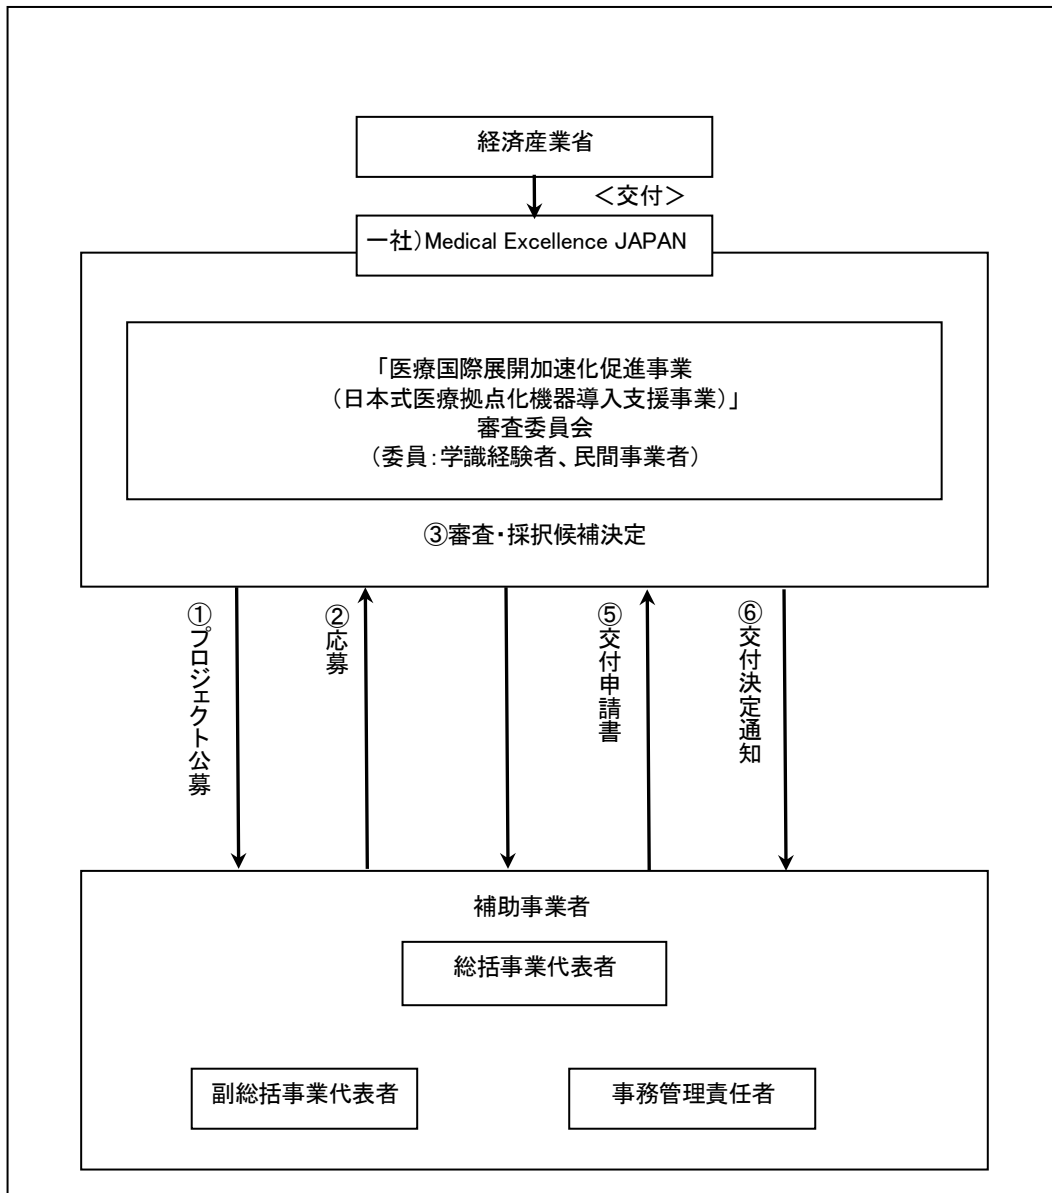 経済産業省
＜交付＞
一社）Medical Excellence JAPAN
「医療国際展開加速化促進事業
（日本式医療拠点化機器導入支援事業）」
審査委員会
（委員：学識経験者、民間事業者）
③審査・採択候補決定
①プロジェクト公募
②応募
⑤交付申請書
⑥交付決定通知
補助事業者
総括事業代表者
副総括事業代表者
事務管理責任者